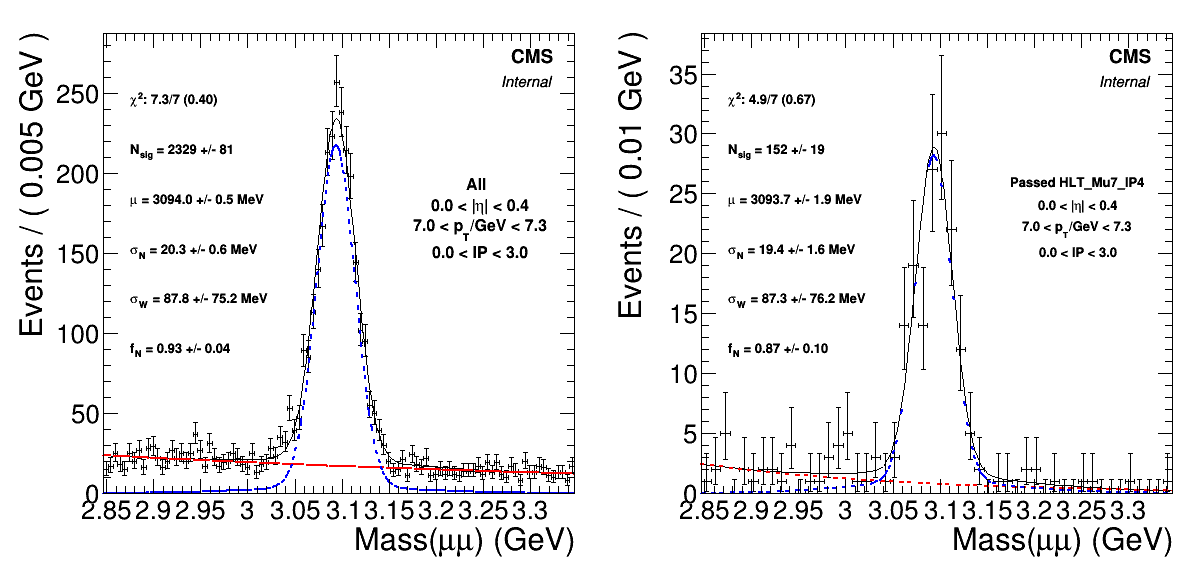 Events / ( 0.005 GeV )
CMS
Internal
χ²: 7.3/7 (0.40)
N_sig = 2329 +/- 81
μ = 3094.0 +/- 0.5 MeV
σ_N = 20.3 +/- 0.6 MeV
σ_W = 87.8 +/- 75.2 MeV
f_N = 0.93 +/- 0.04
All
0.0 < |η| < 0.4
7.0 < p_T/GeV < 7.3
0.0 < IP < 3.0
250
200
150
100
50
0
2.85 2.9 2.95 3 3.05 3.1 3.15 3.2 3.25 3.3
Mass(μμ) (GeV)
Events / ( 0.01 GeV )
CMS
Internal
χ²: 4.9/7 (0.67)
N_sig = 152 +/- 19
μ = 3093.7 +/- 1.9 MeV
σ_N = 19.4 +/- 1.6 MeV
σ_W = 87.3 +/- 76.2 MeV
f_N = 0.87 +/- 0.10
Passed HLT_Mu7_IP4
0.0 < |η| < 0.4
7.0 < p_T/GeV < 7.3
0.0 < IP < 3.0
35
30
25
20
15
10
5
0
2.85 2.9 2.95 3 3.05 3.1 3.15 3.2 3.25 3.3
Mass(μμ) (GeV)